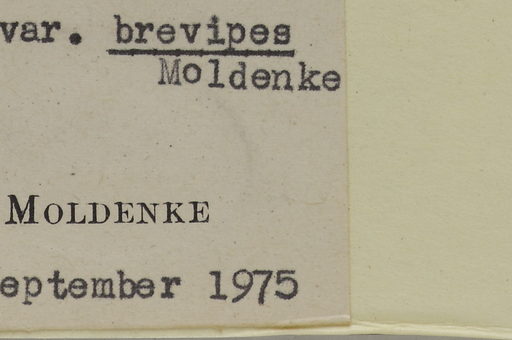 var. brevipes
Moldenke
MOLDENKE
eptember 1975